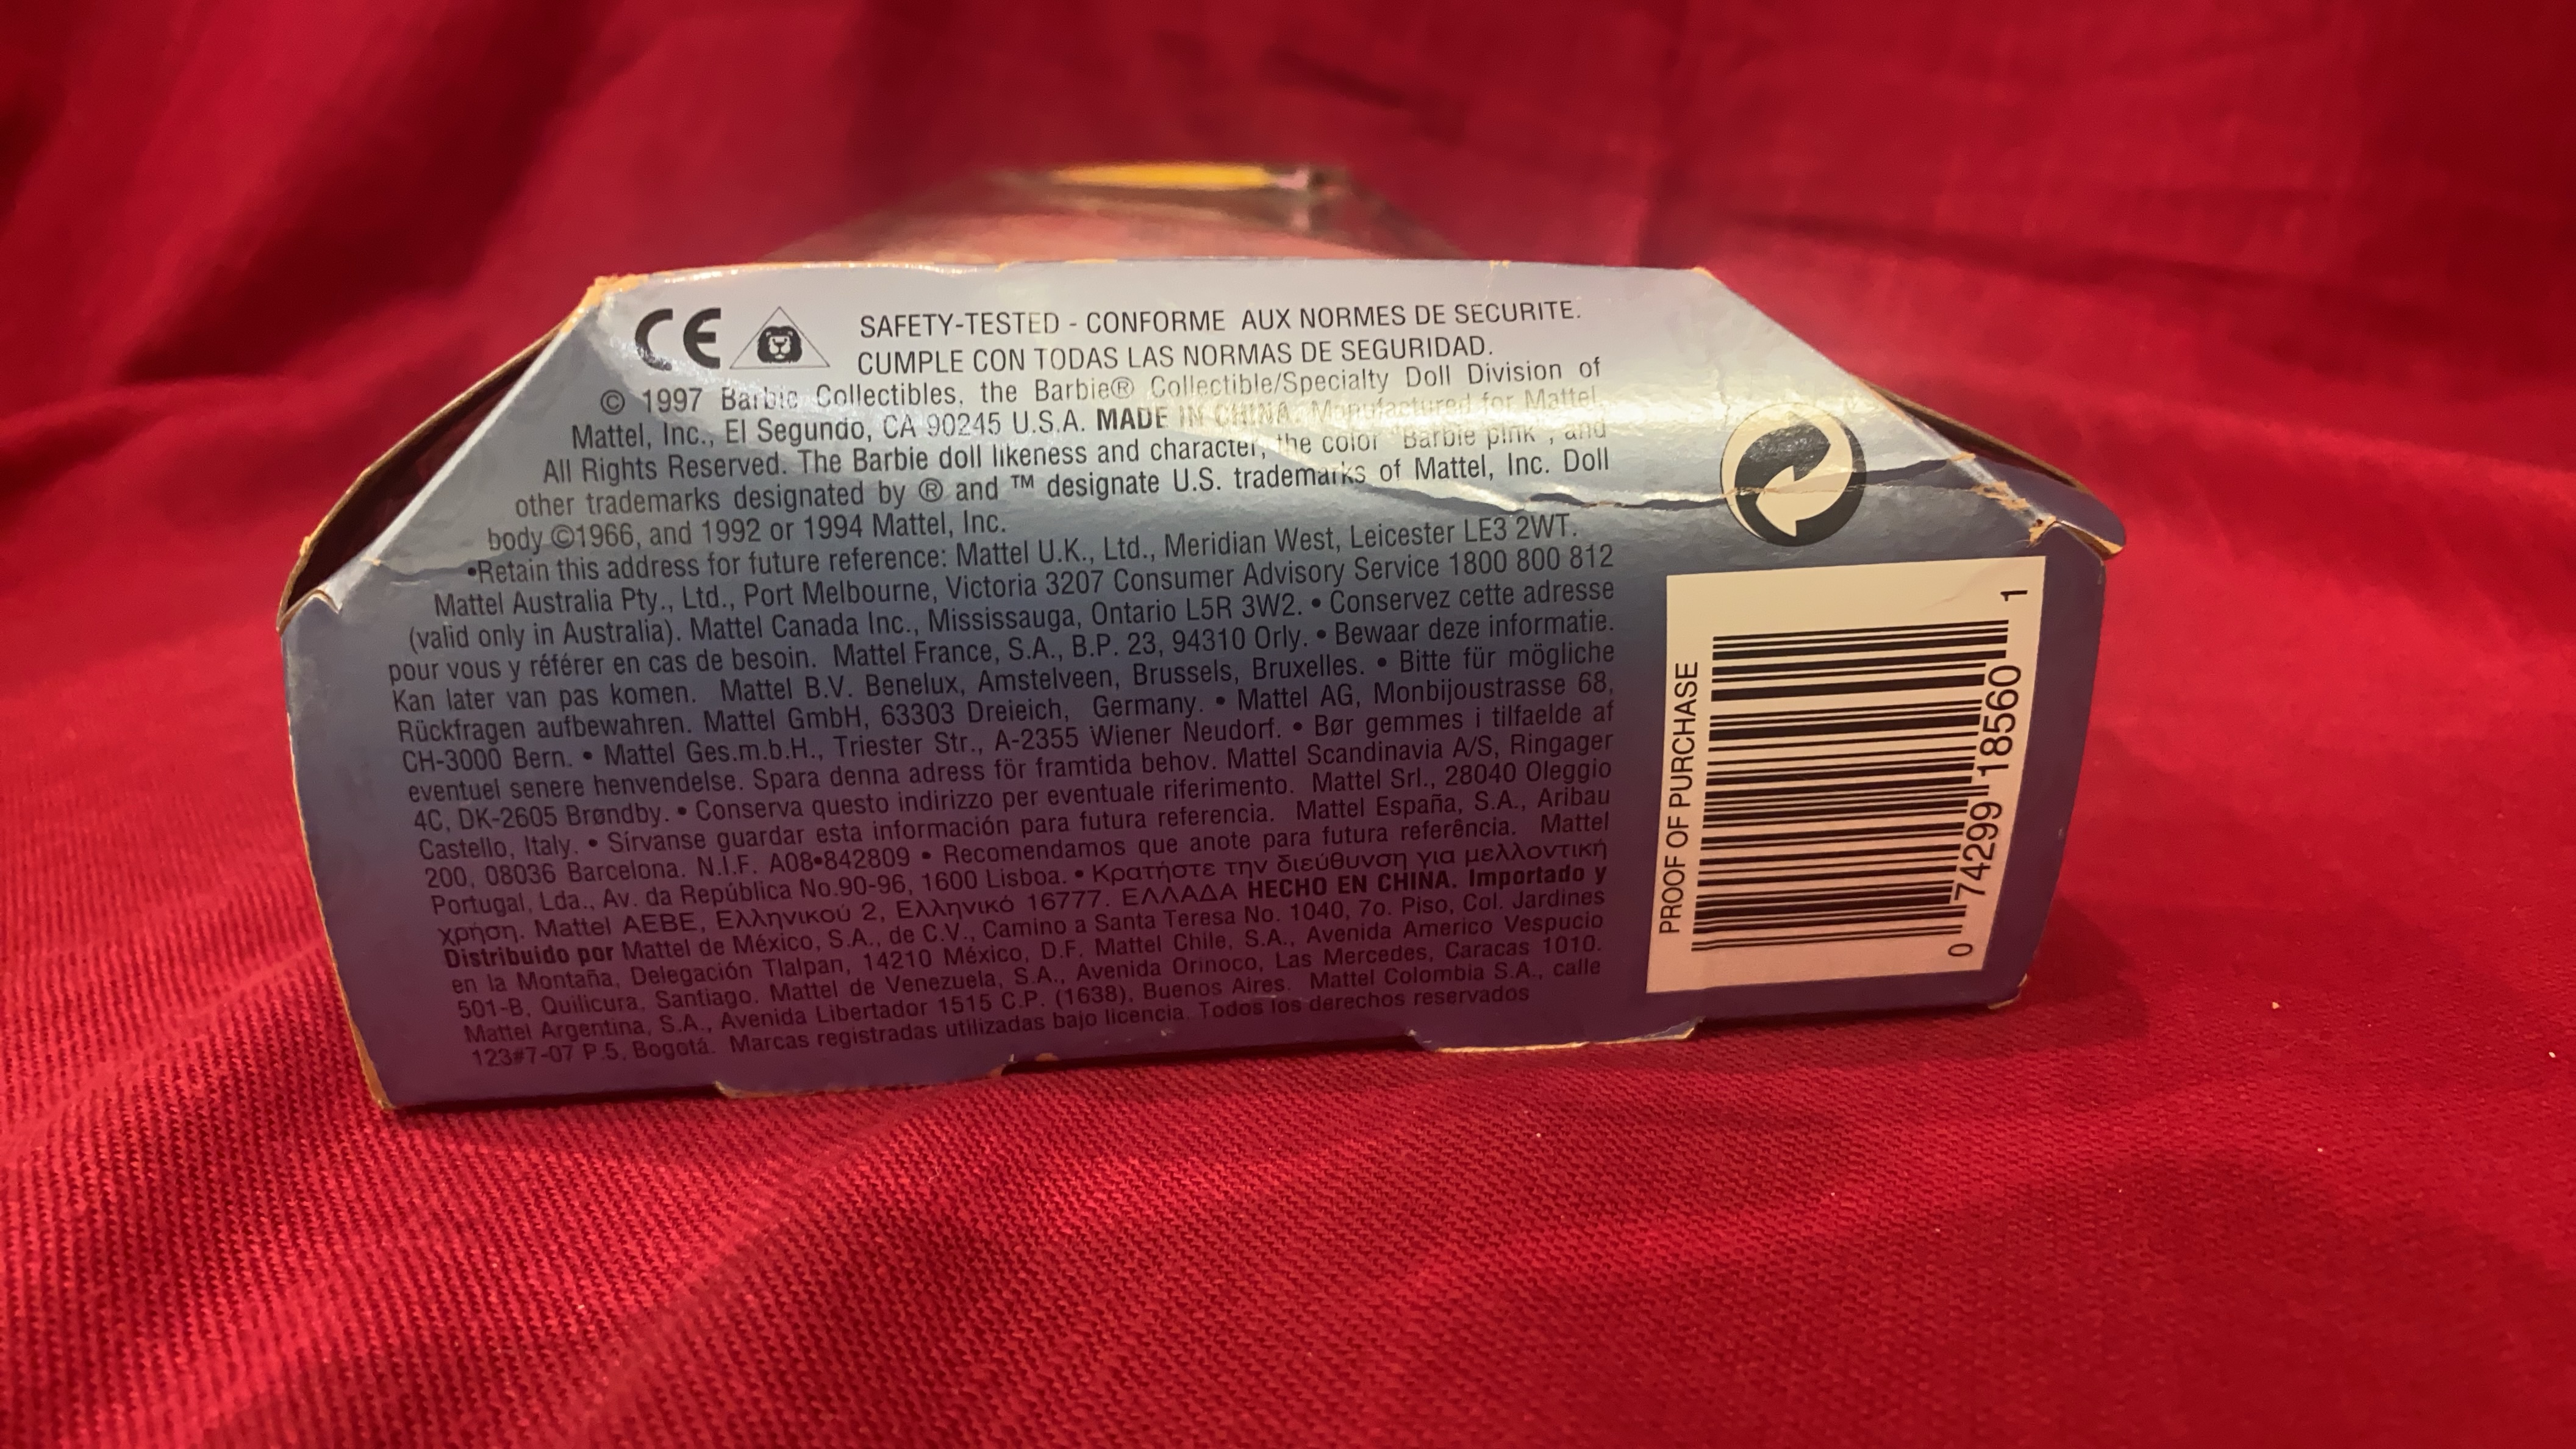 CE
SAFETY-TESTED - CONFORME AUX NORMES DE SECURITE.
CUMPLE CON TODAS LAS NORMAS DE SEGURIDAD.
© 1997 Barbie Collectibles, the Barbie® Collectible/Specialty Doll Division of
Mattel, Inc., El Segundo, CA 90245 U.S.A. MADE IN CHINA. Manufactured for Mattel.
All Rights Reserved. The Barbie doll likeness and character, the color "Barbie pink", and
other trademarks designated by ® and ™ designate U.S. trademarks of Mattel, Inc. Doll
body ©1966, and 1992 or 1994 Mattel, Inc.
•Retain this address for future reference: Mattel U.K., Ltd., Meridian West, Leicester LE3 2WT.
Mattel Australia Pty., Ltd., Port Melbourne, Victoria 3207 Consumer Advisory Service 1800 800 812
(valid only in Australia). Mattel Canada Inc., Mississauga, Ontario L5R 3W2. • Conservez cette adresse
pour vous y référer en cas de besoin. Mattel France, S.A., B.P. 23, 94310 Orly. • Bewaar deze informatie.
Kan later van pas komen. Mattel B.V. Benelux, Amstelveen, Brussels, Bruxelles. • Bitte für mögliche
Rückfragen aufbewahren. Mattel GmbH, 63303 Dreieich, Germany. • Mattel AG, Monbijoustrasse 68,
CH-3000 Bern. • Mattel Ges.m.b.H., Triester Str., A-2355 Wiener Neudorf. • Bør gemmes i tilfaelde af
eventuel senere henvendelse. Spara denna adress för framtida behov. Mattel Scandinavia A/S, Ringager
4C, DK-2605 Brøndby. • Conserva questo indirizzo per eventuale riferimento. Mattel Srl., 28040 Oleggio
Castello, Italy. • Sírvanse guardar esta información para futura referencia. Mattel España, S.A., Aribau
200, 08036 Barcelona. N.I.F. A08•842809 • Recomendamos que anote para futura referência. Mattel
Portugal, Lda., Av. da República No.90-96, 1600 Lisboa. • Κρατήστε την διεύθυνση για μελλοντική
χρήση. Mattel AEBE, Ελληνικού 2, Ελληνικό 16777. ΕΛΛΑΔΑ HECHO EN CHINA. Importado y
Distribuido por Mattel de México, S.A., de C.V., Camino a Santa Teresa No. 1040, 7o. Piso, Col. Jardines
en la Montaña, Delegación Tlalpan, 14210 México, D.F. Mattel Chile, S.A., Avenida Americo Vespucio
501-B, Quilicura, Santiago. Mattel de Venezuela, S.A., Avenida Orinoco, Las Mercedes, Caracas 1010.
Mattel Argentina, S.A., Avenida Libertador 1515 C.P. (1638), Buenos Aires. Mattel Colombia S.A., calle
123#7-07 P.5, Bogotá. Marcas registradas utilizadas bajo licencia. Todos los derechos reservados
PROOF OF PURCHASE
0 74299 18560 1